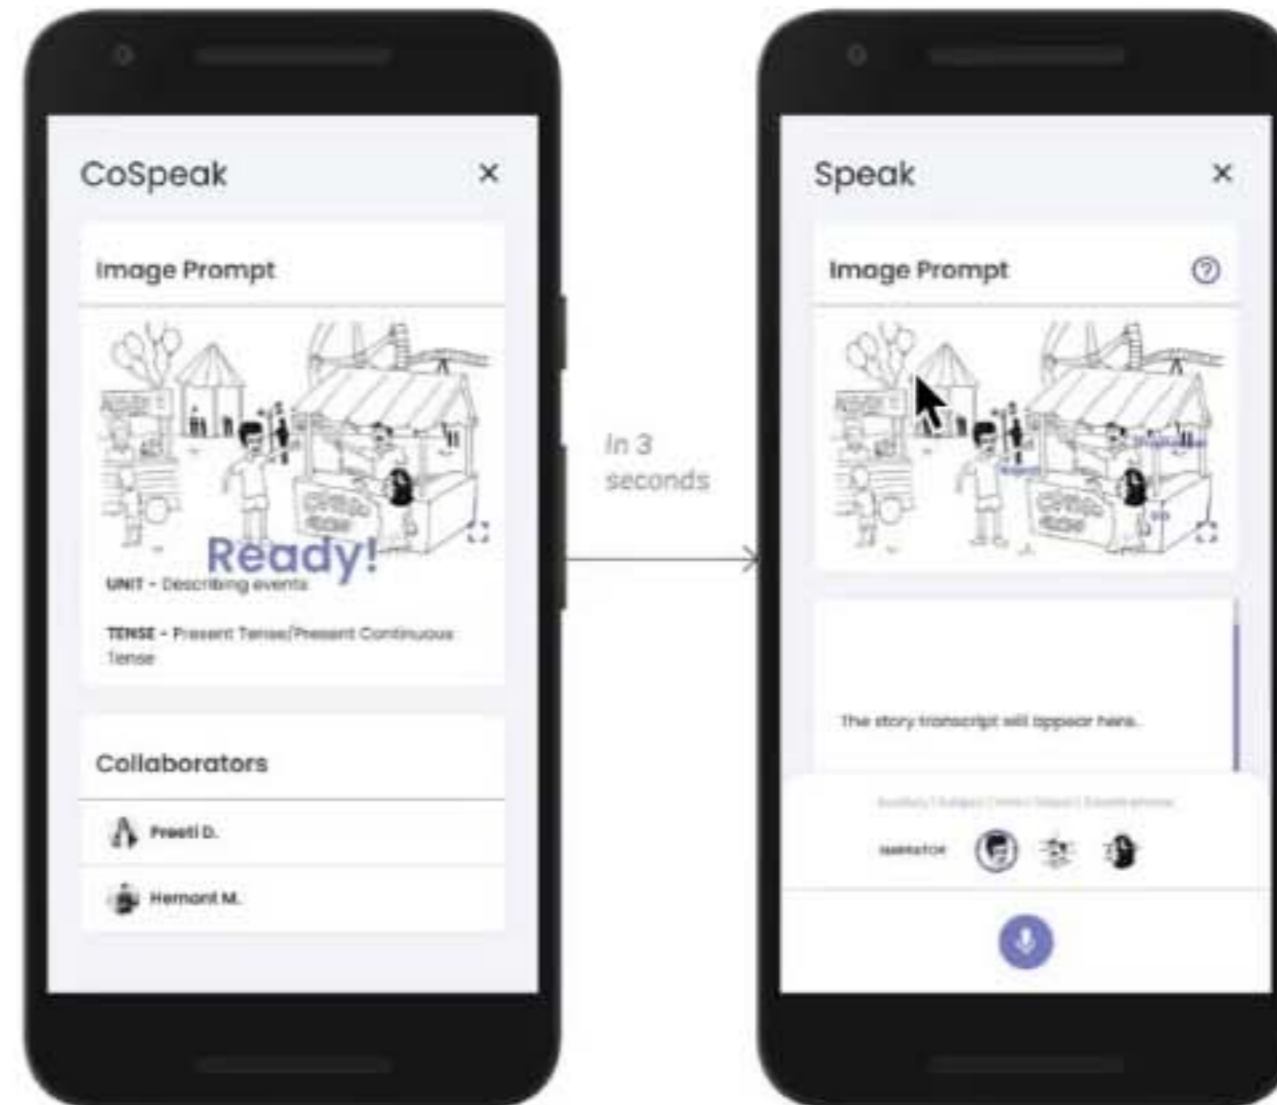 CoSpeak
Image Prompt
Ready!
UNIT - Describing events
TENSE - Present Tense/Present Continuous
Tense
Collaborators
Preeti D.
Hemant M.
In 3
seconds
Speak
Image Prompt
The story transcript will appear here.
NARRATOR